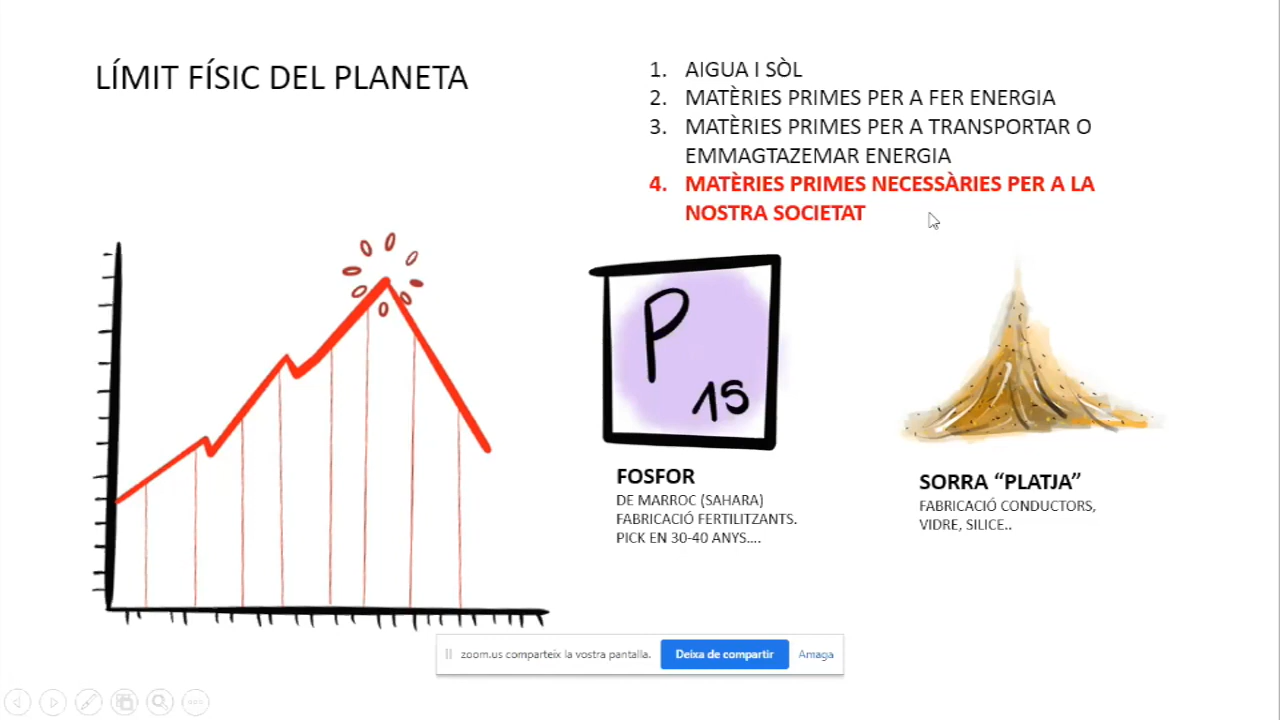 LÍMIT FÍSIC DEL PLANETA
1. AIGUA I SÒL
2. MATÈRIES PRIMES PER A FER ENERGIA
3. MATÈRIES PRIMES PER A TRANSPORTAR O
EMMAGTAZEMAR ENERGIA
4. MATÈRIES PRIMES NECESSÀRIES PER A LA
NOSTRA SOCIETAT
P
15
FOSFOR
DE MARROC (SAHARA)
FABRICACIÓ FERTILITZANTS.
PICK EN 30-40 ANYS....
SORRA “PLATJA”
FABRICACIÓ CONDUCTORS,
VIDRE, SILICE..
zoom.us comparteix la vostra pantalla.
Deixa de compartir
Amaga